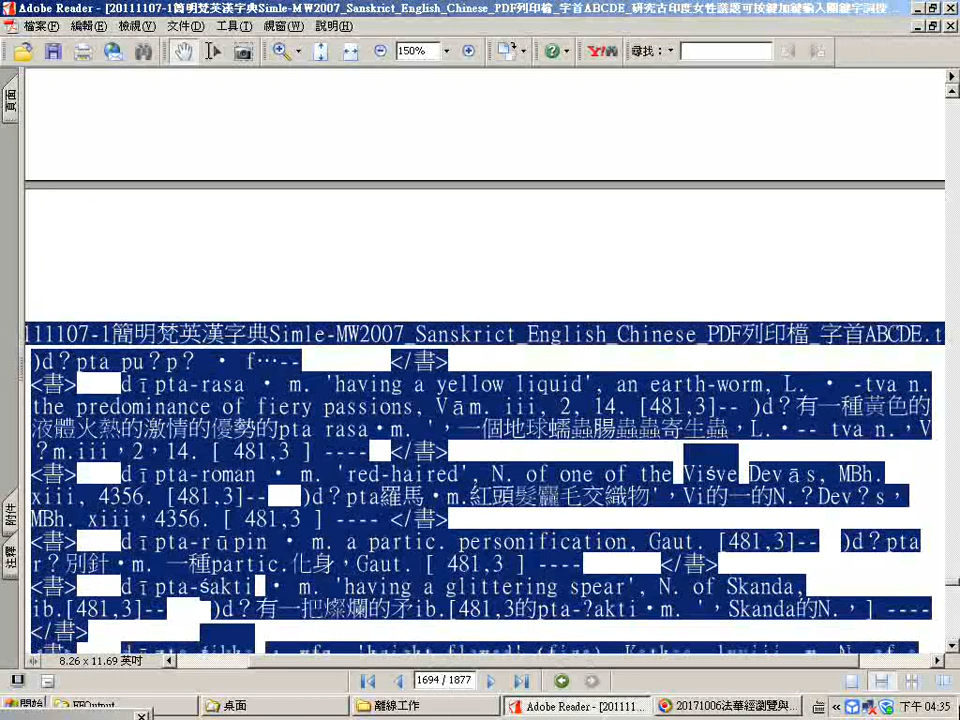 Adobe Reader - [20111107-1簡明梵英漢字典Simle-MW2007_Sanskrict_English_Chinese_PDF列印檔_字首ABCDE_研究古印度女性議題可按鍵加鍵輸入關鍵字詞搜
檔案(F) 編輯(E) 檢視(V) 文件(D) 工具(T) 視窗(W) 說明(H)
150% 尋找:
頁面
附件
註釋
111107-1簡明梵英漢字典Simle-MW2007_Sanskrict_English_Chinese_PDF列印檔_字首ABCDE.t
)d?pta pu?p? • f…-- </書>
<書> dīpta-rasa • m. 'having a yellow liquid', an earth-worm, L. • -tva n.
the predominance of fiery passions, Vām. iii, 2, 14. [481,3]-- )d?有一種黃色的
液體火熱的激情的優勢的pta rasa•m. ',一個地球蠕蟲腸蟲蟲寄生蟲,L.•-- tva n.,V
?m.iii,2,14. [ 481,3 ] ---- </書>
<書> dīpta-roman • m. 'red-haired', N. of one of the Viśve Devās, MBh.
xiii, 4356. [481,3]-- )d?pta羅馬•m.紅頭髮麗毛交織物',Vi的一的N.?Dev?s,
MBh. xiii,4356. [ 481,3 ] ---- </書>
<書> dīpta-rūpin • m. a partic. personification, Gaut. [481,3]-- )d?pta
r?別針•m. 一種partic.化身,Gaut. [ 481,3 ] ---- </書>
<書> dīpta-śakti • m. 'having a glittering spear', N. of Skanda,
ib.[481,3]-- )d?有一把燦爛的矛ib.[481,3的pta-?akti•m. ',Skanda的N.,] ----
</書>
8.26 x 11.69 英吋
1694 / 1877
開始 FFOutput 桌面 離線工作 Adobe Reader - [201111... 20171006法華經瀏覽與... 下午 04:35